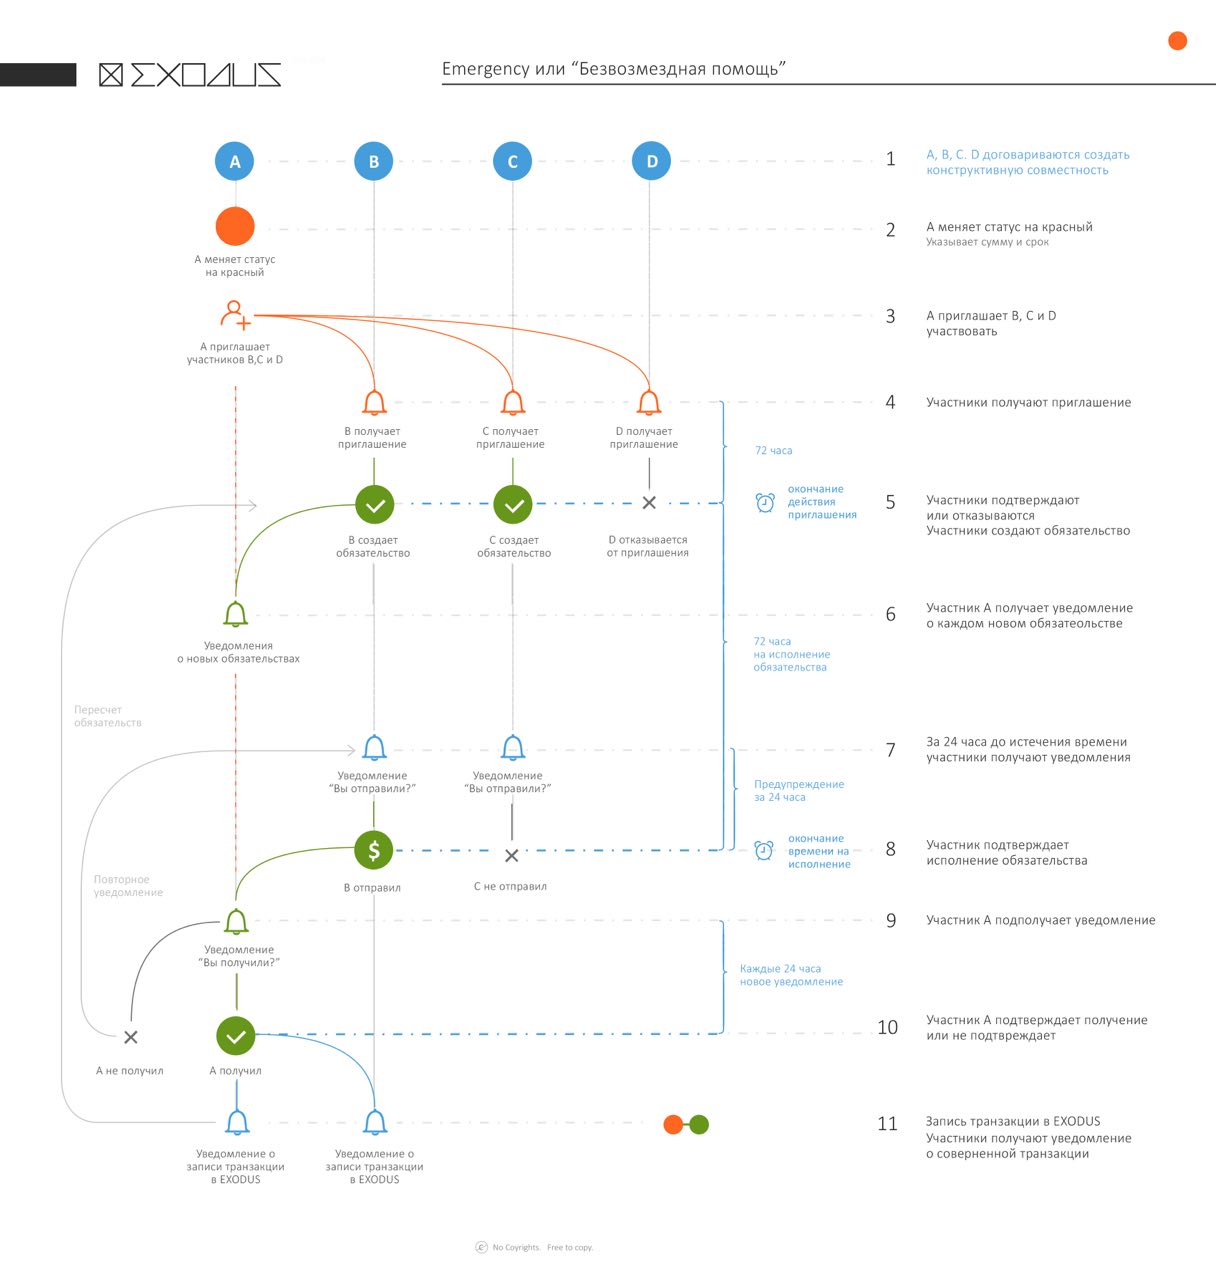 EXODUS
Emergency или “Безвозмездная помощь”
A
B
C
D
1
A, B, C. D договариваются создать
конструктивную совместность
2
А меняет статус на красный
Указывает сумму и срок
А меняет статус
на красный
3
А приглашает B, C и D
участвовать
А приглашает
участников B,C и D
4
Участники получают приглашение
B получает
приглашение
C получает
приглашение
D получает
приглашение
72 часа
окончание
действия
приглашения
5
Участники подтверждают
или отказываются
Участники создают обязательство
B создает
обязательство
C создает
обязательство
D отказывается
от приглашения
6
Участник А получает уведомление
о каждом новом обязатеольстве
Уведомления
о новых обязательствах
72 часа
на исполнение
обязательства
Пересчет
обязательств
7
За 24 часа до истечения времени
участники получают уведомления
Уведомление
“Вы отправили?”
Уведомление
“Вы отправили?”
Предупреждение
за 24 часа
$
окончание
времени на
исполнение
8
Участник подтверждает
исполнение обязательства
B отправил
C не отправил
Повторное
уведомление
9
Участник А подполучает уведомление
Уведомление
“Вы получили?”
Каждые 24 часа
новое уведомление
10
Участник А подтверждает получение
или не подтвреждает
А не получил
А получил
11
Запись транзакции в EXODUS
Участники получают уведомление
о соверненной транзакции
Уведомление о
записи транзакции
в EXODUS
Уведомление о
записи транзакции
в EXODUS
No Coyrights. Free to copy.